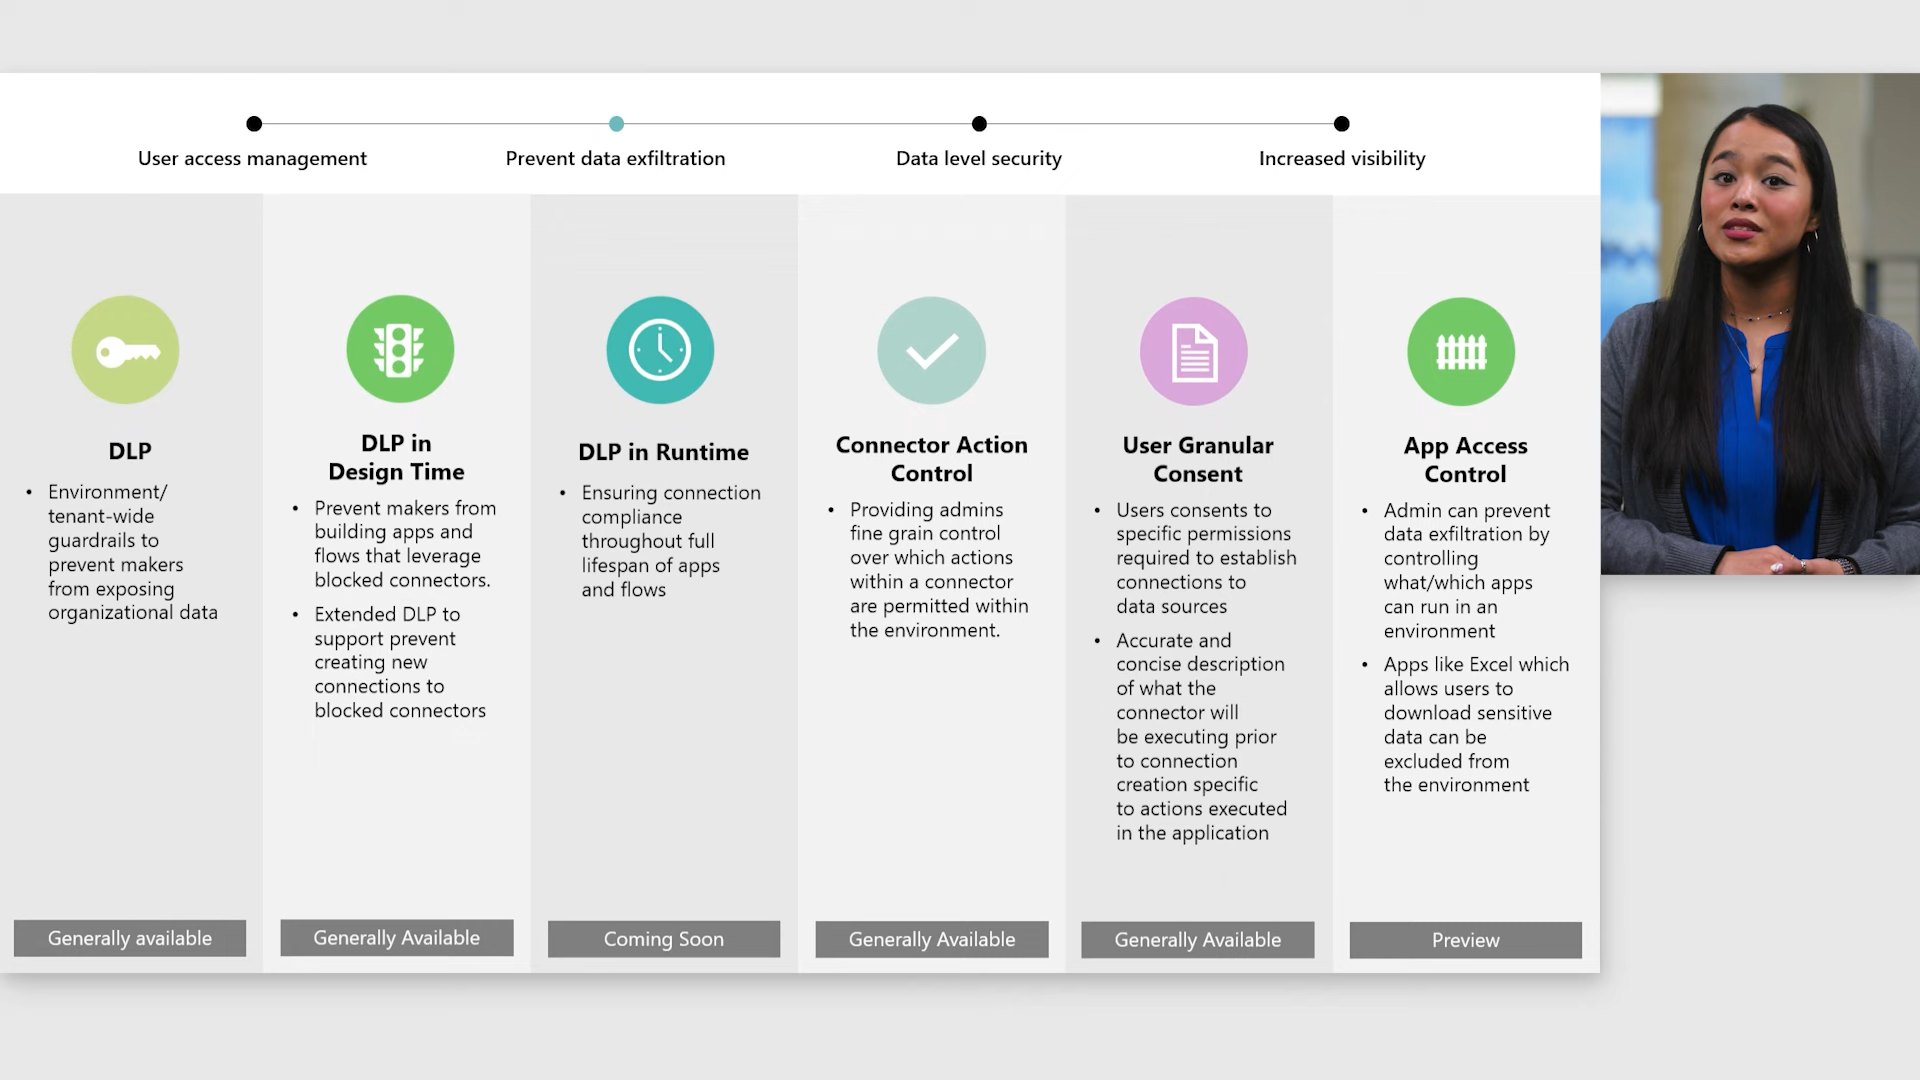 User access management
Prevent data exfiltration
Data level security
Increased visibility
DLP
• Environment/
tenant-wide
guardrails to
prevent makers
from exposing
organizational data
Generally available
DLP in
Design Time
• Prevent makers from
building apps and
flows that leverage
blocked connectors.
• Extended DLP to
support prevent
creating new
connections to
blocked connectors
Generally Available
DLP in Runtime
• Ensuring connection
compliance
throughout full
lifespan of apps
and flows
Coming Soon
Connector Action
Control
• Providing admins
fine grain control
over which actions
within a connector
are permitted within
the environment.
Generally Available
User Granular
Consent
• Users consents to
specific permissions
required to establish
connections to
data sources
• Accurate and
concise description
of what the
connector will
be executing prior
to connection
creation specific
to actions executed
in the application
Generally Available
App Access
Control
• Admin can prevent
data exfiltration by
controlling
what/which apps
can run in an
environment
• Apps like Excel which
allows users to
download sensitive
data can be
excluded from
the environment
Preview